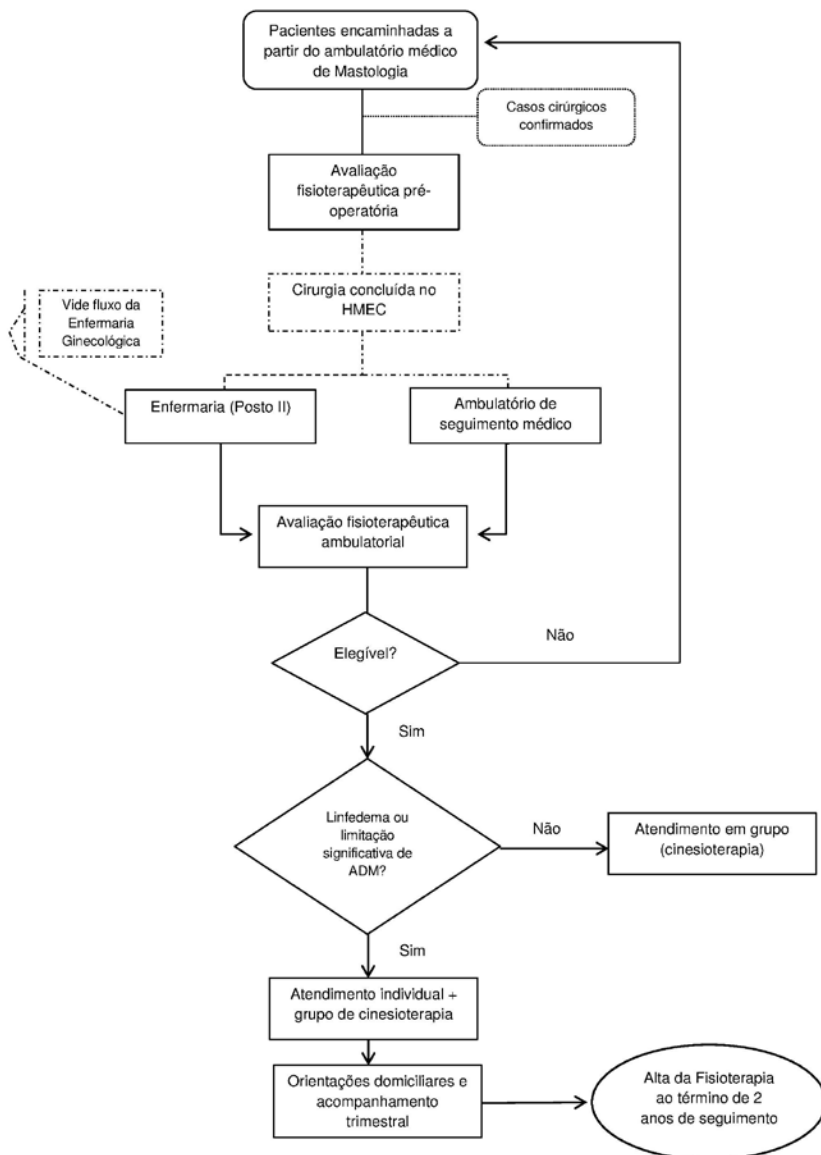 Pacientes encaminhadas a
partir do ambulatório médico
de Mastologia
Casos cirúrgicos
confirmados
Avaliação
fisioterapêutica pré-
operatória
Cirurgia concluída no
HMEC
Vide fluxo da
Enfermaria
Ginecológica
Enfermaria (Posto II)
Ambulatório de
seguimento médico
Avaliação fisioterapêutica
ambulatorial
Elegível?
Não
Sim
Linfedema ou
limitação
significativa de
ADM?
Não
Atendimento em grupo
(cinesioterapia)
Sim
Atendimento individual +
grupo de cinesioterapia
Orientações domiciliares e
acompanhamento
trimestral
Alta da Fisioterapia
ao término de 2
anos de seguimento